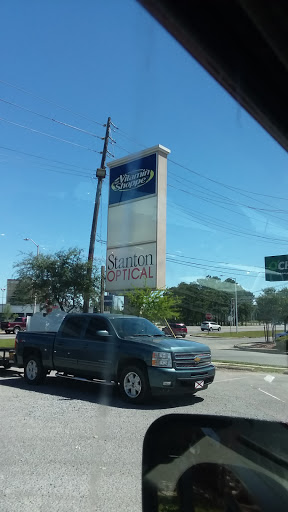 the
Vitamin
Shoppe
Stanton
OPTICAL